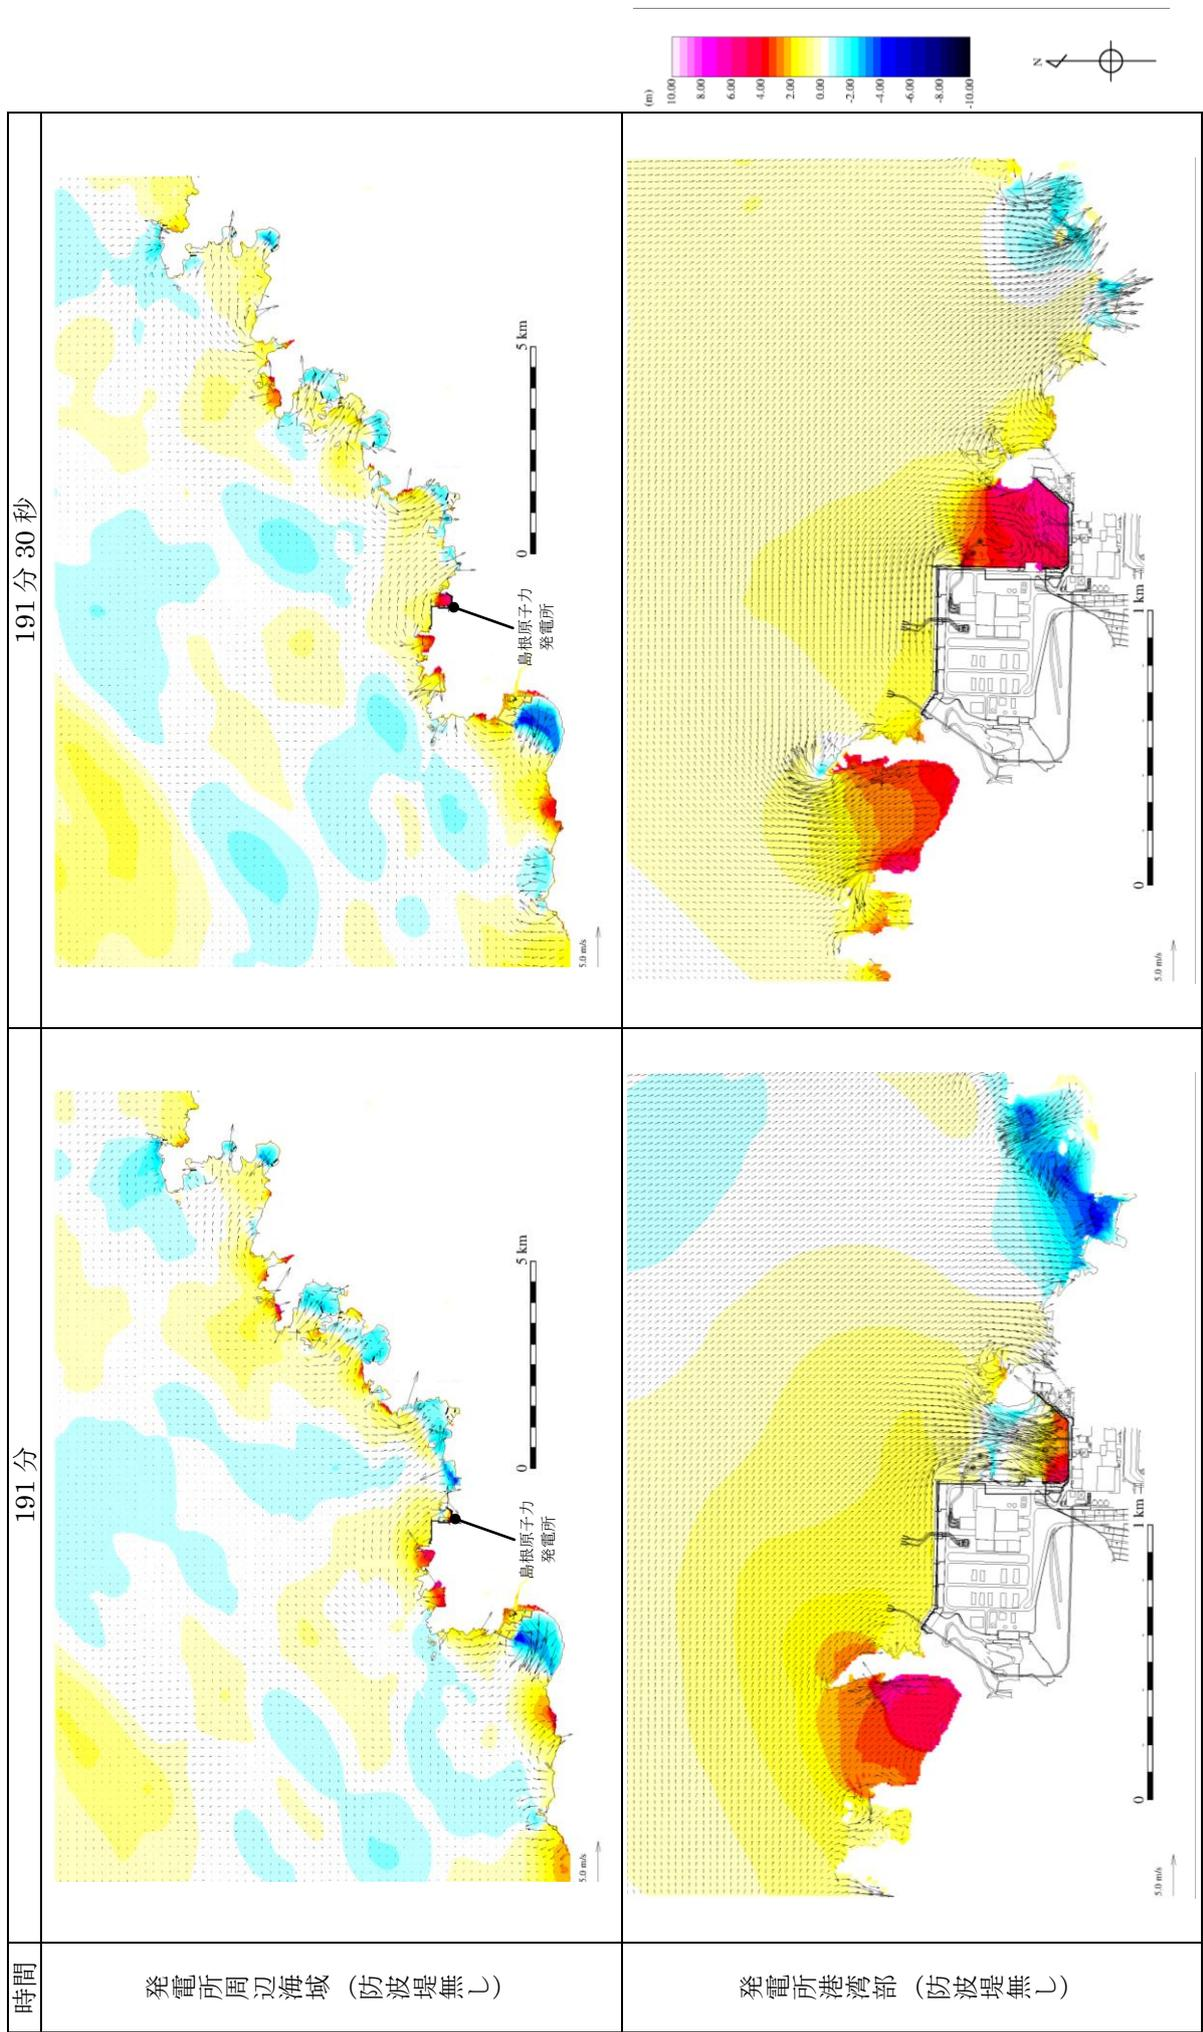 時間
191分
191分30秒
発電所周辺海域（防波堤無し）
島根原子力
発電所
0
5 km
5.0 m/s
島根原子力
発電所
0
5 km
5.0 m/s
発電所港湾部（防波堤無し）
0
1 km
5.0 m/s
0
1 km
5.0 m/s
(m)
10.00
8.00
6.00
4.00
2.00
0.00
-2.00
-4.00
-6.00
-8.00
-10.00
N